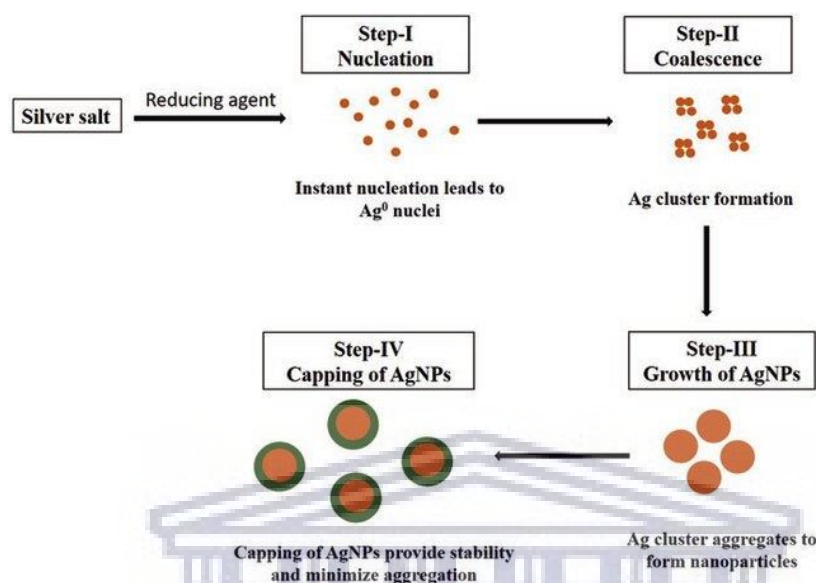 Silver salt
Reducing agent
Step-I
Nucleation
Instant nucleation leads to
Ag⁰ nuclei
Step-II
Coalescence
Ag cluster formation
Step-III
Growth of AgNPs
Ag cluster aggregates to
form nanoparticles
Step-IV
Capping of AgNPs
Capping of AgNPs provide stability
and minimize aggregation